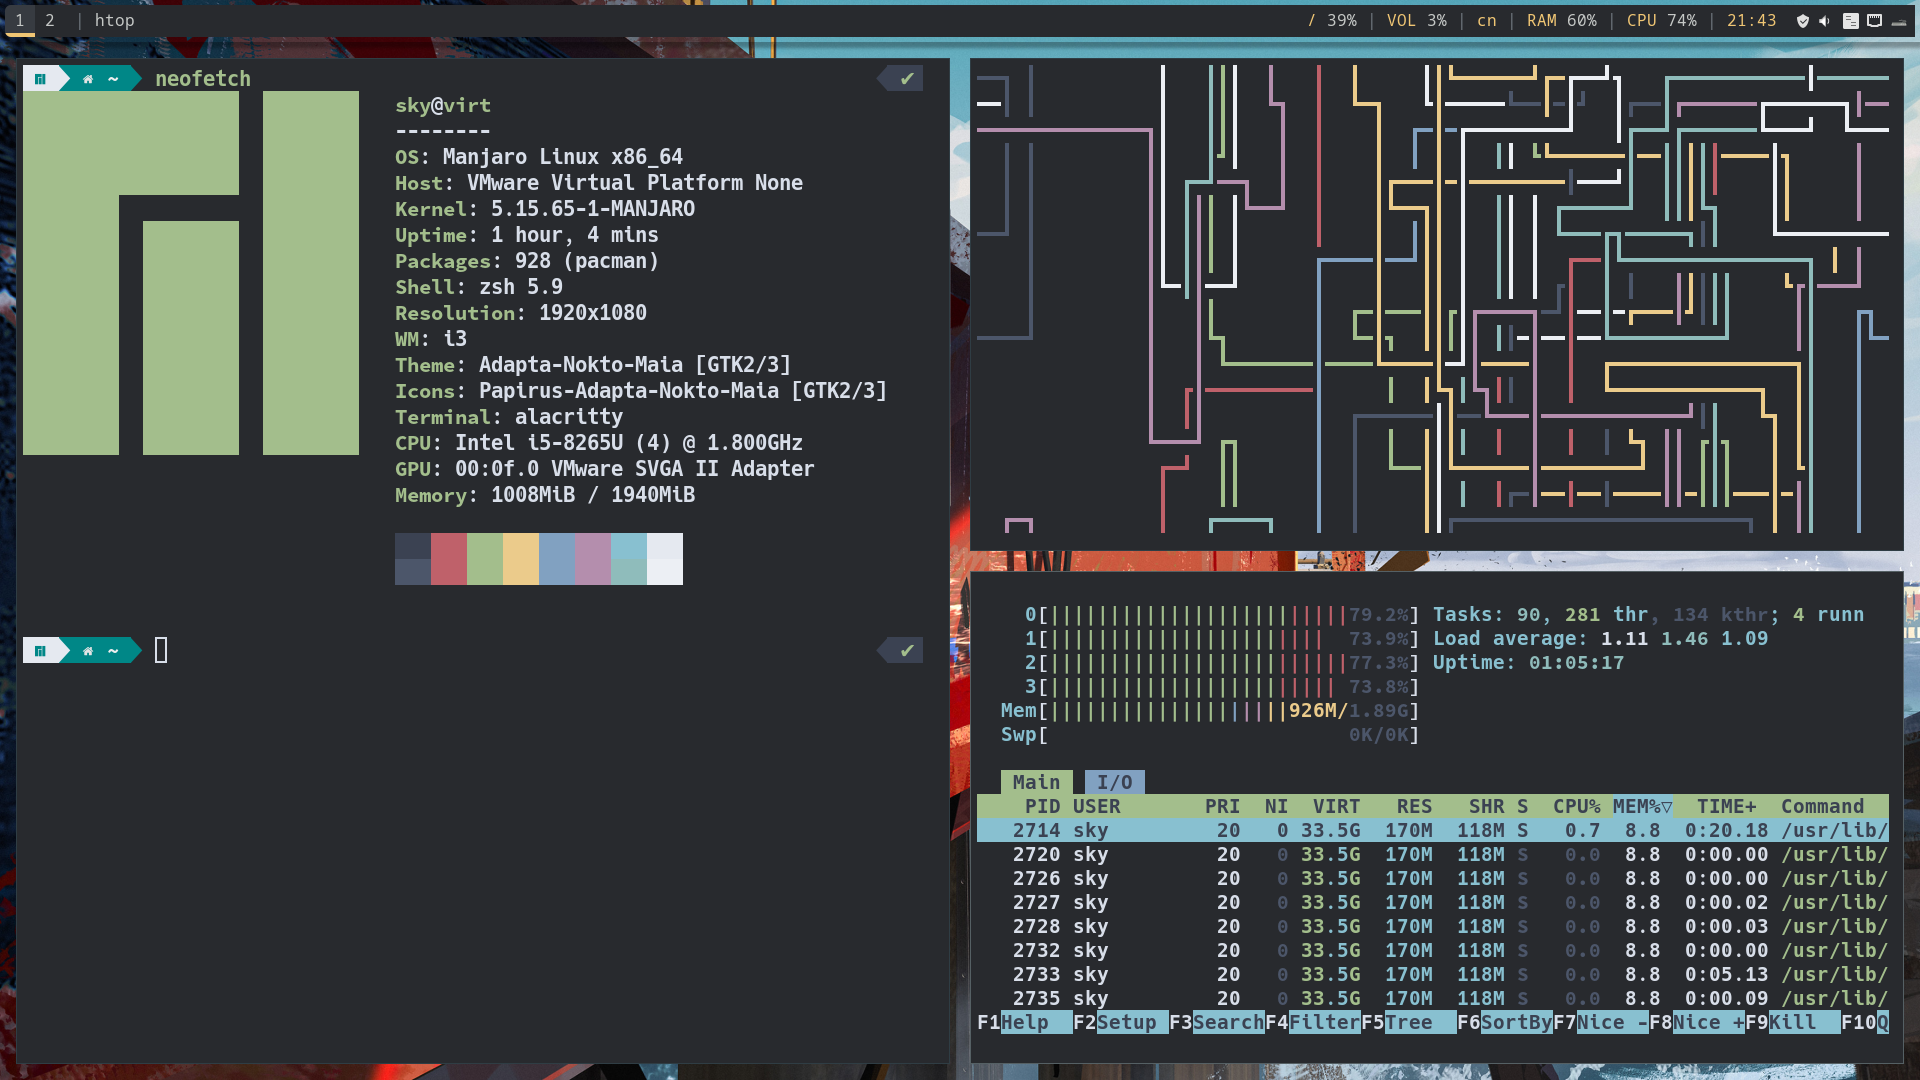 1 2 | htop
/ 39% | VOL 3% | cn | RAM 60% | CPU 74% | 21:43
~ neofetch ✔
sky@virt
--------
OS: Manjaro Linux x86_64
Host: VMware Virtual Platform None
Kernel: 5.15.65-1-MANJARO
Uptime: 1 hour, 4 mins
Packages: 928 (pacman)
Shell: zsh 5.9
Resolution: 1920x1080
WM: i3
Theme: Adapta-Nokto-Maia [GTK2/3]
Icons: Papirus-Adapta-Nokto-Maia [GTK2/3]
Terminal: alacritty
CPU: Intel i5-8265U (4) @ 1.800GHz
GPU: 00:0f.0 VMware SVGA II Adapter
Memory: 1008MiB / 1940MiB
~ ✔
0[|||||||||||||||||||||||||79.2%] Tasks: 90, 281 thr, 134 kthr; 4 runn
1[||||||||||||||||||||||| 73.9%] Load average: 1.11 1.46 1.09
2[|||||||||||||||||||||||||77.3%] Uptime: 01:05:17
3[|||||||||||||||||||||||| 73.8%]
Mem[||||||||||||||||||||926M/1.89G]
Swp[ 0K/0K]
Main I/O
PID USER PRI NI VIRT RES SHR S CPU% MEM%▽ TIME+ Command
2714 sky 20 0 33.5G 170M 118M S 0.7 8.8 0:20.18 /usr/lib/
2720 sky 20 0 33.5G 170M 118M S 0.0 8.8 0:00.00 /usr/lib/
2726 sky 20 0 33.5G 170M 118M S 0.0 8.8 0:00.00 /usr/lib/
2727 sky 20 0 33.5G 170M 118M S 0.0 8.8 0:00.02 /usr/lib/
2728 sky 20 0 33.5G 170M 118M S 0.0 8.8 0:00.03 /usr/lib/
2732 sky 20 0 33.5G 170M 118M S 0.0 8.8 0:00.00 /usr/lib/
2733 sky 20 0 33.5G 170M 118M S 0.0 8.8 0:05.13 /usr/lib/
2735 sky 20 0 33.5G 170M 118M S 0.0 8.8 0:00.09 /usr/lib/
F1Help F2Setup F3SearchF4FilterF5Tree F6SortByF7Nice -F8Nice +F9Kill F10Q